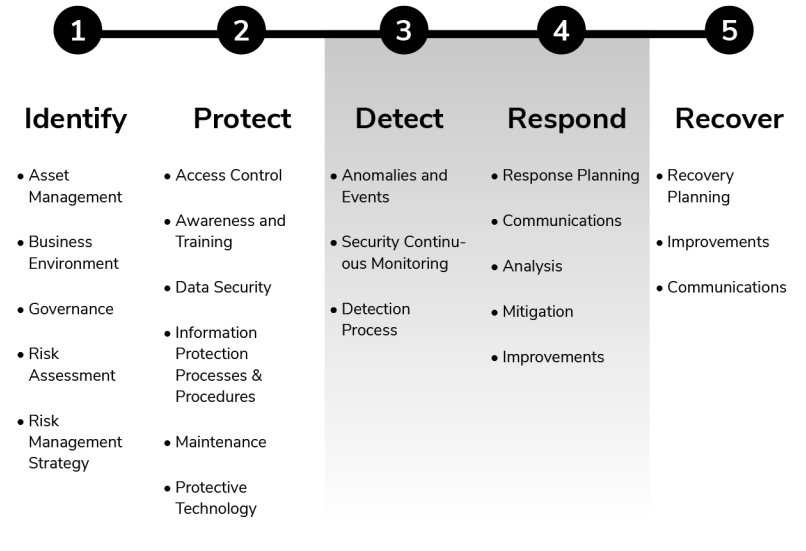 1
2
3
4
5
Identify
Protect
Detect
Respond
Recover
• Asset
Management
• Business
Environment
• Governance
• Risk
Assessment
• Risk
Management
Strategy
• Access Control
• Awareness and
Training
• Data Security
• Information
Protection
Processes &
Procedures
• Maintenance
• Protective
Technology
• Anomalies and
Events
• Security Continu-
ous Monitoring
• Detection
Process
• Response Planning
• Communications
• Analysis
• Mitigation
• Improvements
• Recovery
Planning
• Improvements
• Communications